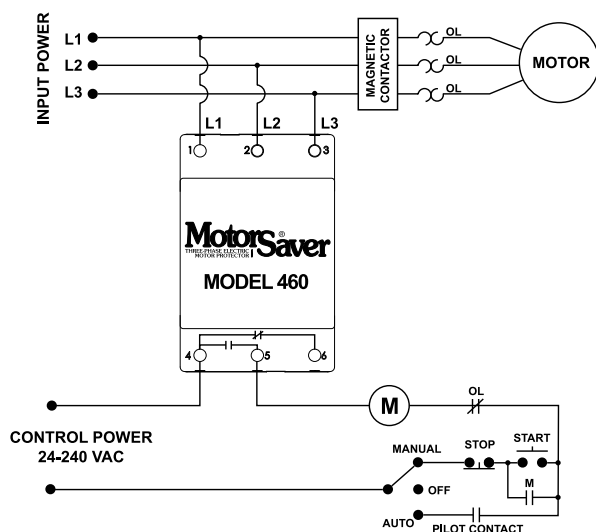 INPUT POWER
L1
L2
L3
MAGNETIC
CONTACTOR
OL
OL
OL
MOTOR
L1 L2 L3
1 2 3
MotorSaver®
THREE-PHASE ELECTRIC
MOTOR PROTECTOR
MODEL 460
4 5 6
M
OL
CONTROL POWER
24-240 VAC
MANUAL
STOP
START
M
OFF
AUTO
PILOT CONTACT